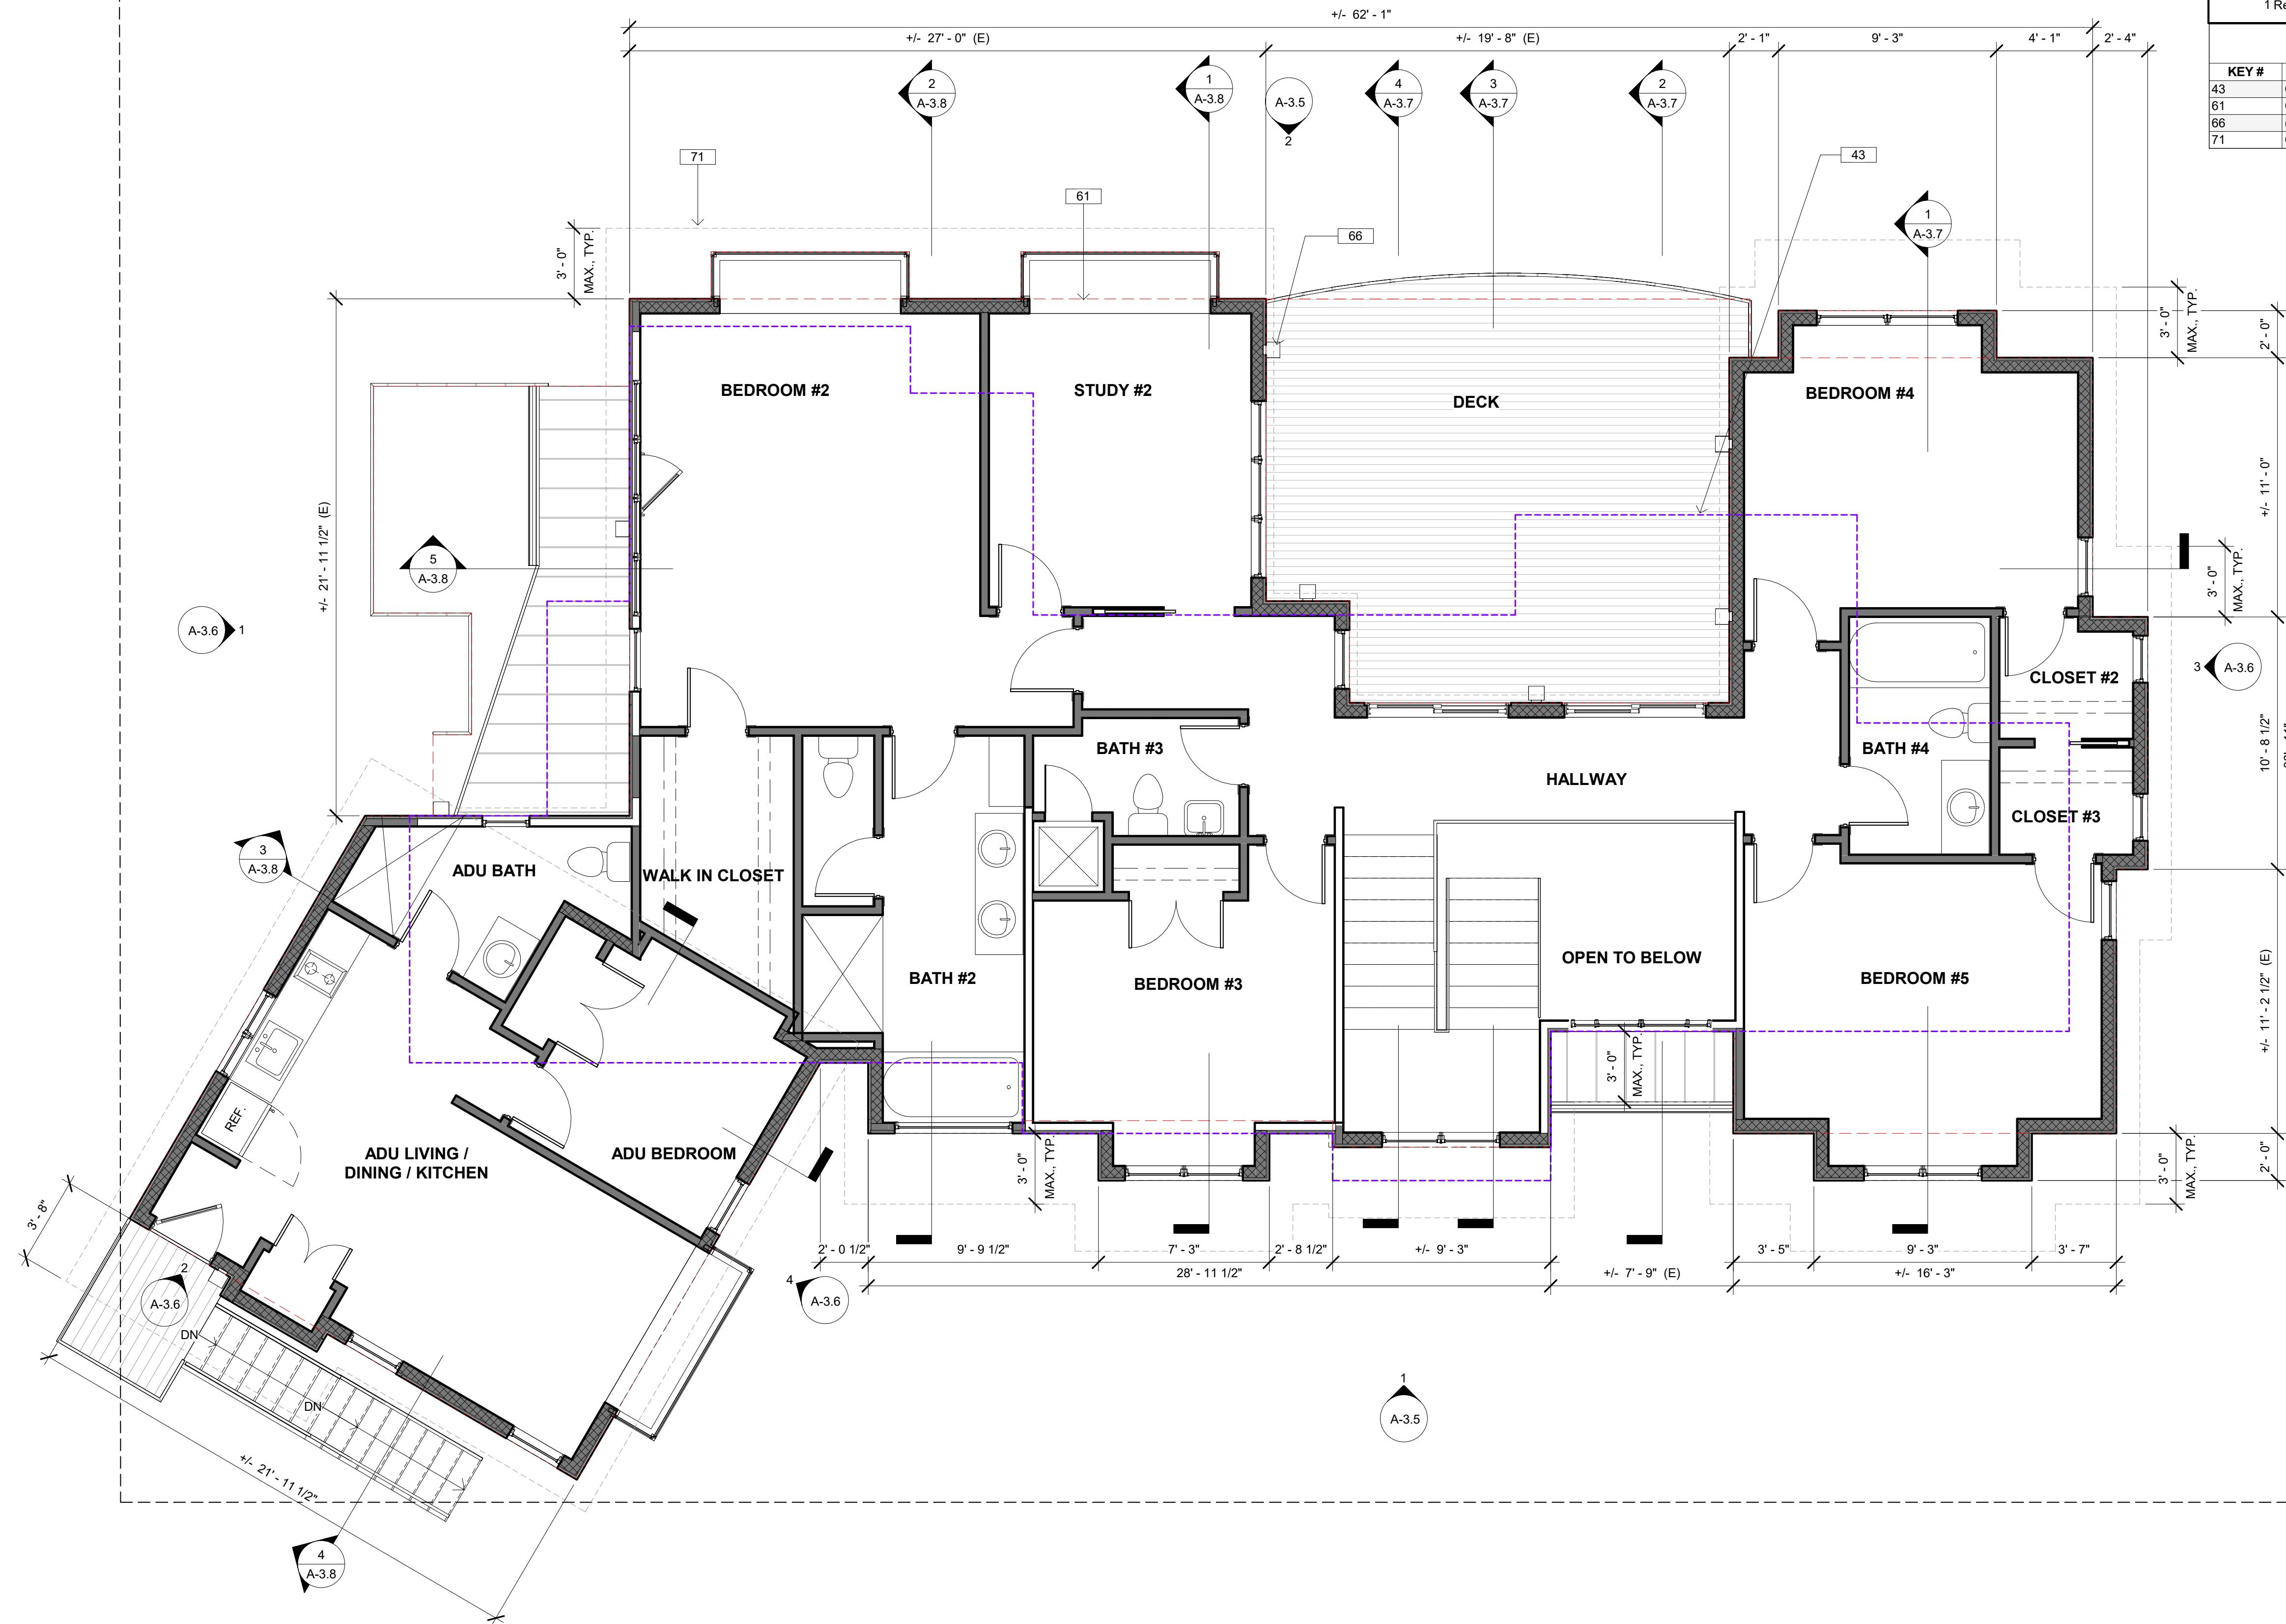 1 Re
+/- 62' - 1"
+/- 27' - 0" (E)
+/- 19' - 8" (E)
2' - 1"
9' - 3"
4' - 1"
2' - 4"
KEY #
43
61
66
71
2
A-3.8
1
A-3.8
A-3.5
2
4
A-3.7
3
A-3.7
2
A-3.7
71
61
66
43
1
A-3.7
3' - 0"
MAX., TYP.
3' - 0"
MAX., TYP.
2' - 0"
BEDROOM #2
STUDY #2
DECK
BEDROOM #4
+/- 21' - 11 1/2" (E)
+/- 11' - 0"
5
A-3.8
3' - 0"
MAX., TYP.
A-3.6
1
3
A-3.6
CLOSET #2
BATH #3
BATH #4
HALLWAY
10' - 8 1/2"
CLOSET #3
3
A-3.8
ADU BATH
WALK IN CLOSET
OPEN TO BELOW
BATH #2
BEDROOM #3
BEDROOM #5
+/- 11' - 2 1/2" (E)
3' - 0"
MAX., TYP.
REF.
ADU LIVING /
DINING / KITCHEN
ADU BEDROOM
3' - 0"
MAX., TYP.
3' - 0"
MAX., TYP.
2' - 0"
3' - 8"
2' - 0 1/2"
9' - 9 1/2"
7' - 3"
2' - 8 1/2"
+/- 9' - 3"
3' - 5"
9' - 3"
3' - 7"
28' - 11 1/2"
+/- 7' - 9" (E)
+/- 16' - 3"
2
A-3.6
4
A-3.6
DN
DN
1
A-3.5
+/- 21' - 11 1/2"
4
A-3.8